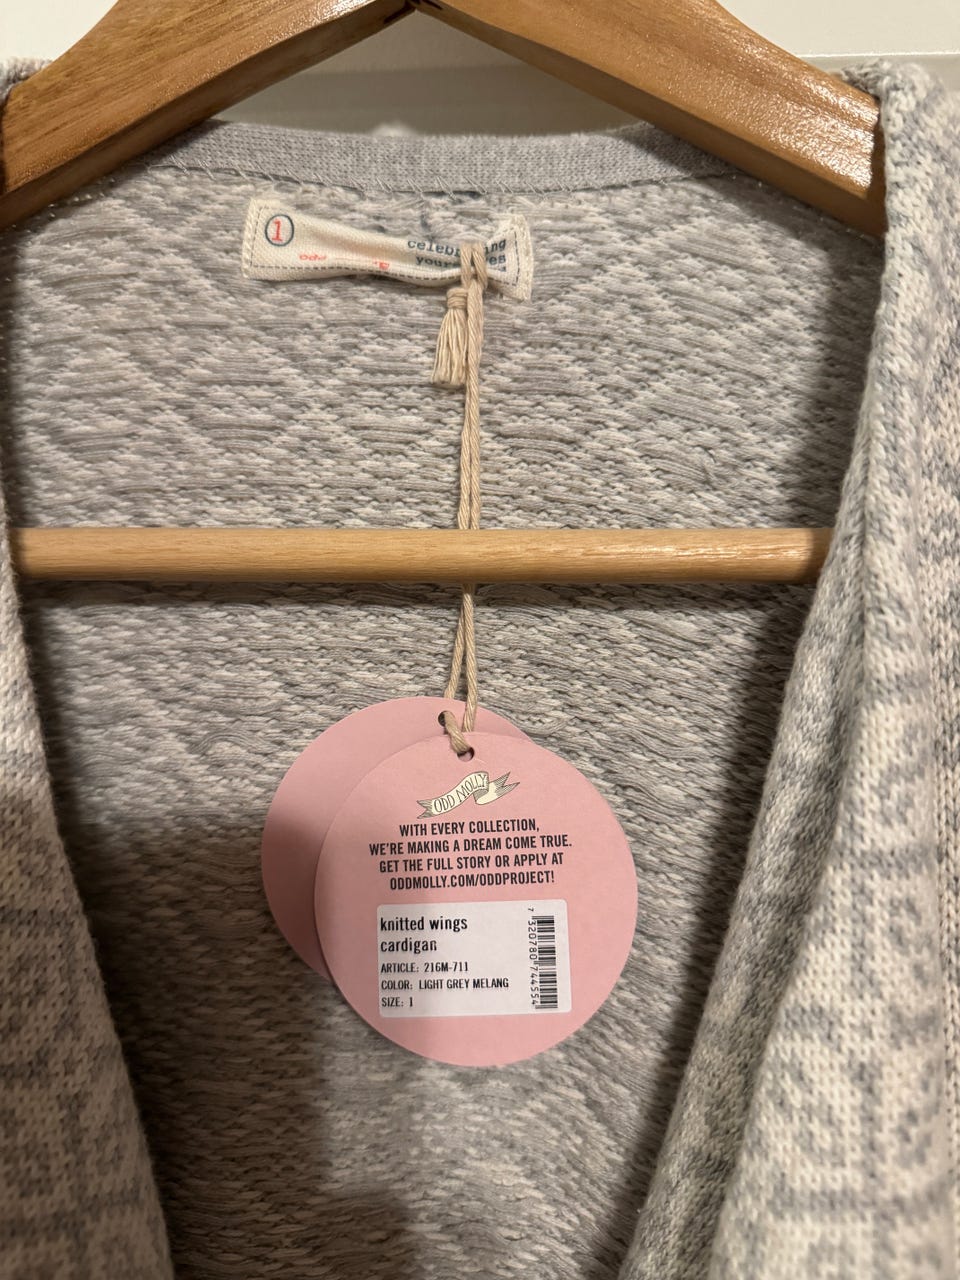 1
celebrating
odd
ODD MOLLY
WITH EVERY COLLECTION,
WE'RE MAKING A DREAM COME TRUE.
GET THE FULL STORY OR APPLY AT
ODDMOLLY.COM/ODDPROJECT!
knitted wings
cardigan
ARTICLE: 216M-711
COLOR: LIGHT GREY MELANG
SIZE: 1
7 320780 744554